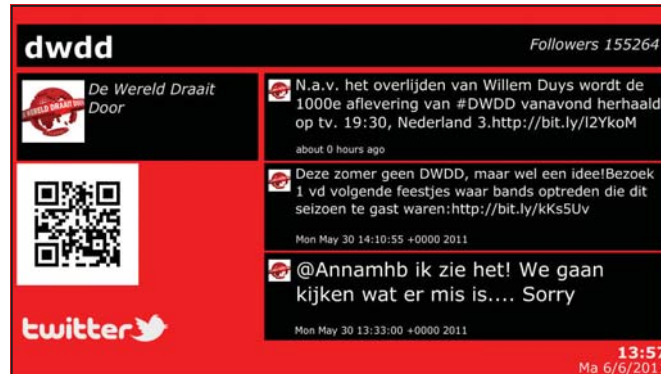 dwdd
Followers 155264
De Wereld Draait
Door
WERELD DRAAIT DOOR
N.a.v. het overlijden van Willem Duys wordt de
1000e aflevering van #DWDD vanavond herhaald
op tv. 19:30, Nederland 3.http://bit.ly/l2YkoM
about 0 hours ago
Deze zomer geen DWDD, maar wel een idee!Bezoek
1 vd volgende feestjes waar bands optreden die dit
seizoen te gast waren:http://bit.ly/kKs5Uv
Mon May 30 14:10:55 +0000 2011
@Annamhb ik zie het! We gaan
kijken wat er mis is.... Sorry
Mon May 30 13:33:00 +0000 2011
twitter
13:57
Ma 6/6/201